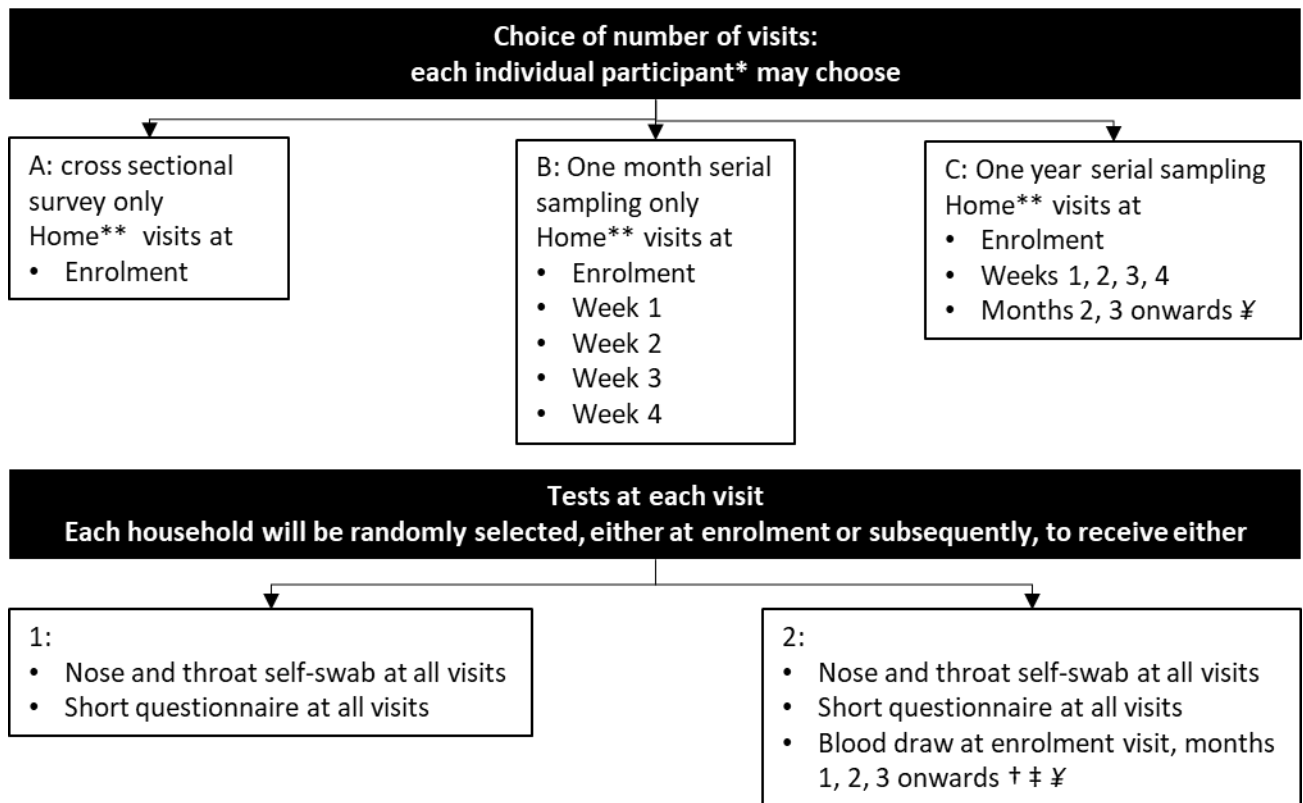 Choice of number of visits:
each individual participant* may choose
A: cross sectional
survey only
Home** visits at
• Enrolment
B: One month serial
sampling only
Home** visits at
• Enrolment
• Week 1
• Week 2
• Week 3
• Week 4
C: One year serial sampling
Home** visits at
• Enrolment
• Weeks 1, 2, 3, 4
• Months 2, 3 onwards ¥
Tests at each visit
Each household will be randomly selected, either at enrolment or subsequently, to receive either
1:
• Nose and throat self-swab at all visits
• Short questionnaire at all visits
2:
• Nose and throat self-swab at all visits
• Short questionnaire at all visits
• Blood draw at enrolment visit, months
1, 2, 3 onwards † ‡ ¥